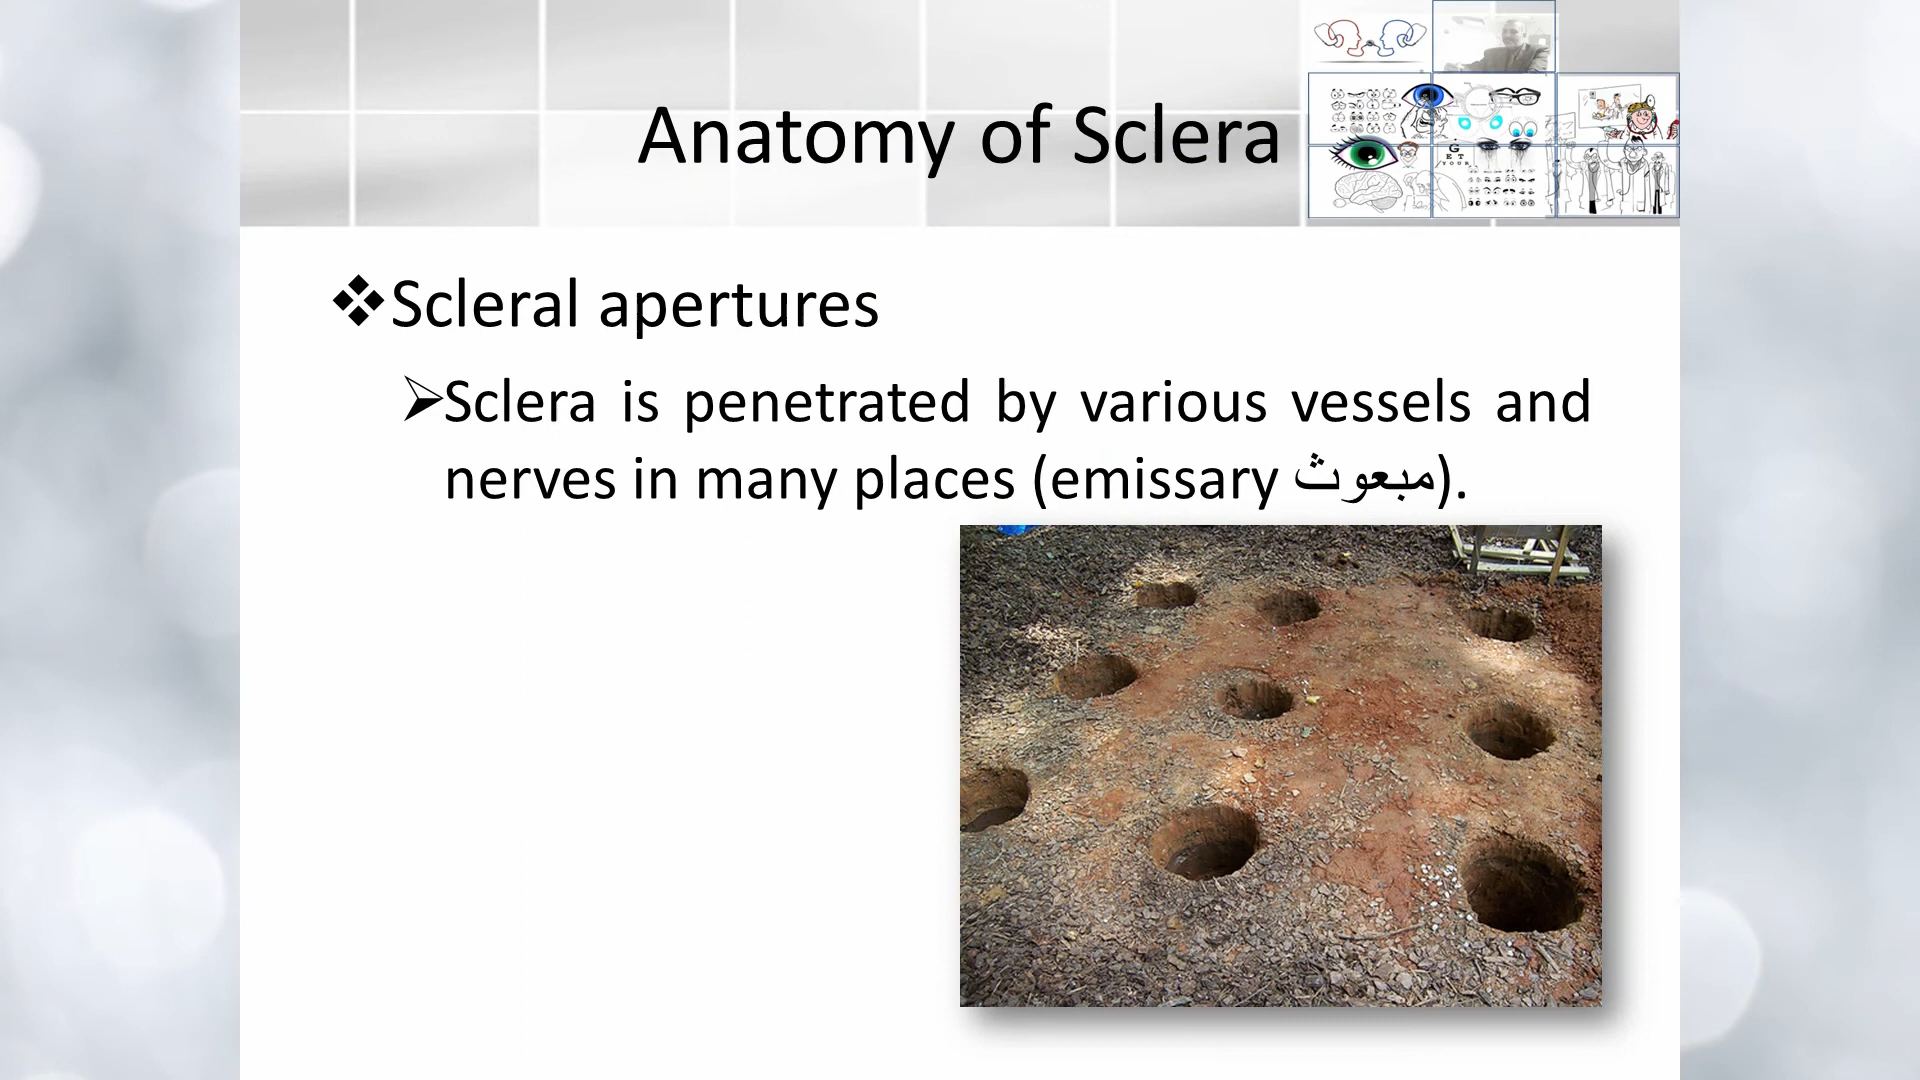 Anatomy of Sclera
G
E T
Y O U R
❖Scleral apertures
➢Sclera is penetrated by various vessels and
nerves in many places (emissary مبعوث).